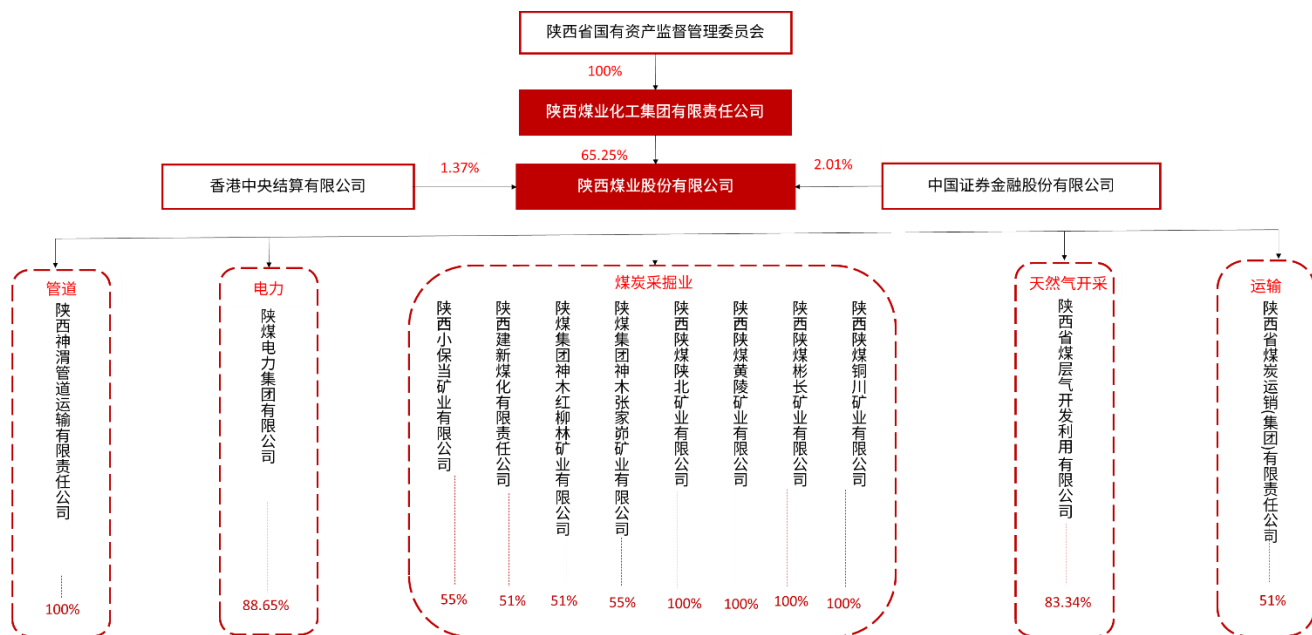 陕西省国有资产监督管理委员会
100%
陕西煤业化工集团有限责任公司
65.25%
1.37%
2.01%
香港中央结算有限公司
陕西煤业股份有限公司
中国证券金融股份有限公司
管道
陕西神渭管道运输有限责任公司
100%
电力
陕煤电力集团有限公司
88.65%
煤炭采掘业
陕西小保当矿业有限公司
55%
陕西建新煤化有限责任公司
51%
陕煤集团神木红柳林矿业有限公司
51%
陕煤集团神木张家峁矿业有限公司
55%
陕西陕煤陕北矿业有限公司
100%
陕西陕煤黄陵矿业有限公司
100%
陕西陕煤彬长矿业有限公司
100%
陕西陕煤铜川矿业有限公司
100%
天然气开采
陕西省煤层气开发利用有限公司
83.34%
运输
陕西省煤炭运销(集团)有限责任公司
51%